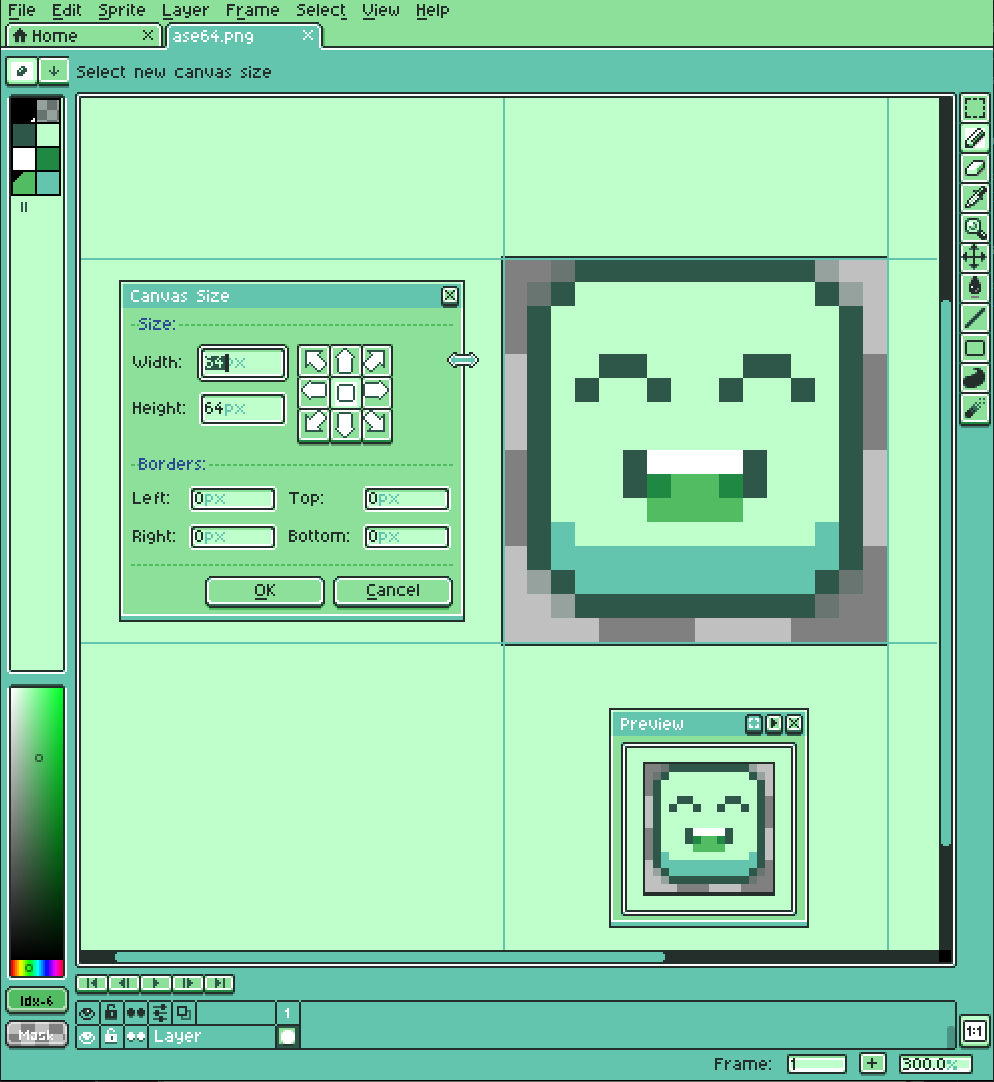 File Edit Sprite Layer Frame Select View Help
Home ase64.png
Select new canvas size
Canvas Size
Size:
Width: 64px
Height: 64px
Borders:
Left: 0px Top: 0px
Right: 0px Bottom: 0px
OK Cancel
Preview
Idx-6
Mask
1
Layer
1:1
Frame: 1 + 300.0%